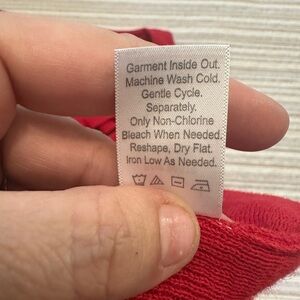 Garment Inside Out.
Machine Wash Cold.
Gentle Cycle.
Separately.
Only Non-Chlorine
Bleach When Needed.
Reshape, Dry Flat.
Iron Low As Needed.